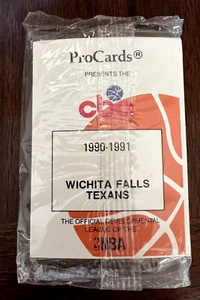 ProCards®
PRESENTS THE
cba
1990-1991
WICHITA FALLS
TEXANS
THE OFFICIAL DEVELOPMENTAL
LEAGUE OF THE
NBA